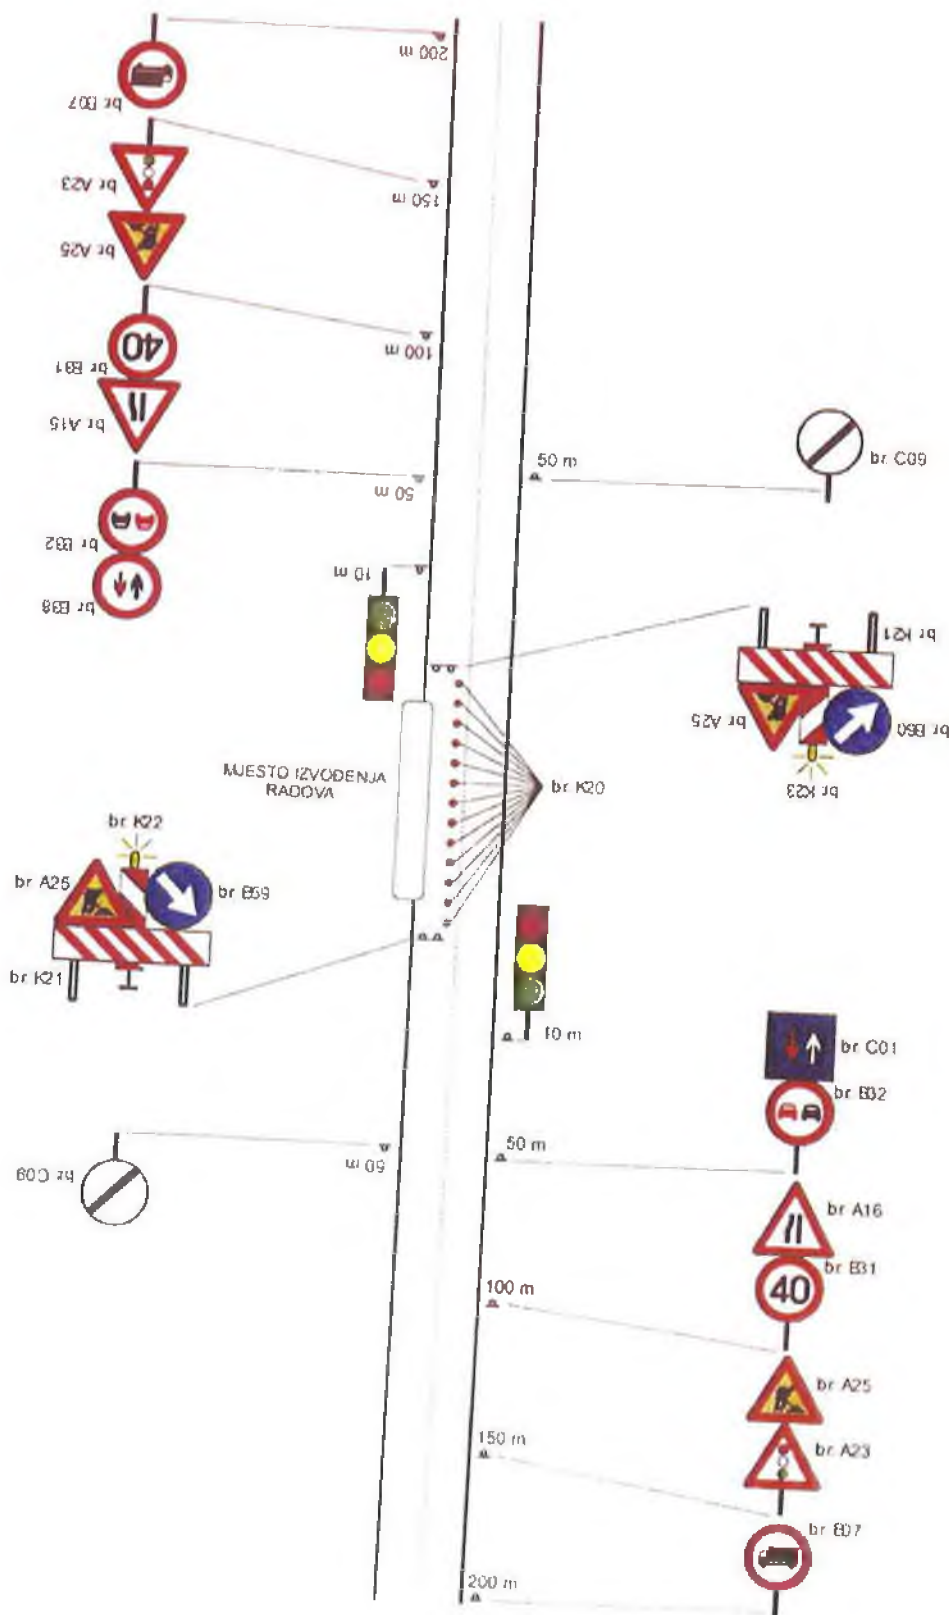 200 m
br. B07
150 m
br. A23
br. A25
100 m
40
br. B31
br. A15
50 m
br. B32
br. B38
10 m
50 m
br. C09
br. K21
br. A25
br. B60
br. K23
MJESTO IZVOĐENJA
RADOVA
br. K20
br. K22
br. A25
br. B59
br. K21
10 m
br. C01
br. B32
50 m
50 m
br. C09
br. A16
br. B31
40
100 m
br. A25
150 m
br. A23
br. B07
200 m